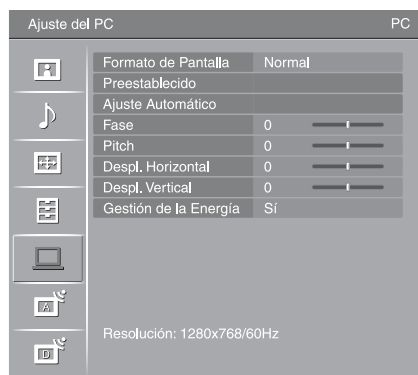 Ajuste del PC PC
Formato de Pantalla Normal
Preestablecido
Ajuste Automático
Fase 0
Pitch 0
Despl. Horizontal 0
Despl. Vertical 0
Gestión de la Energía Sí
A
D
Resolución: 1280x768/60Hz